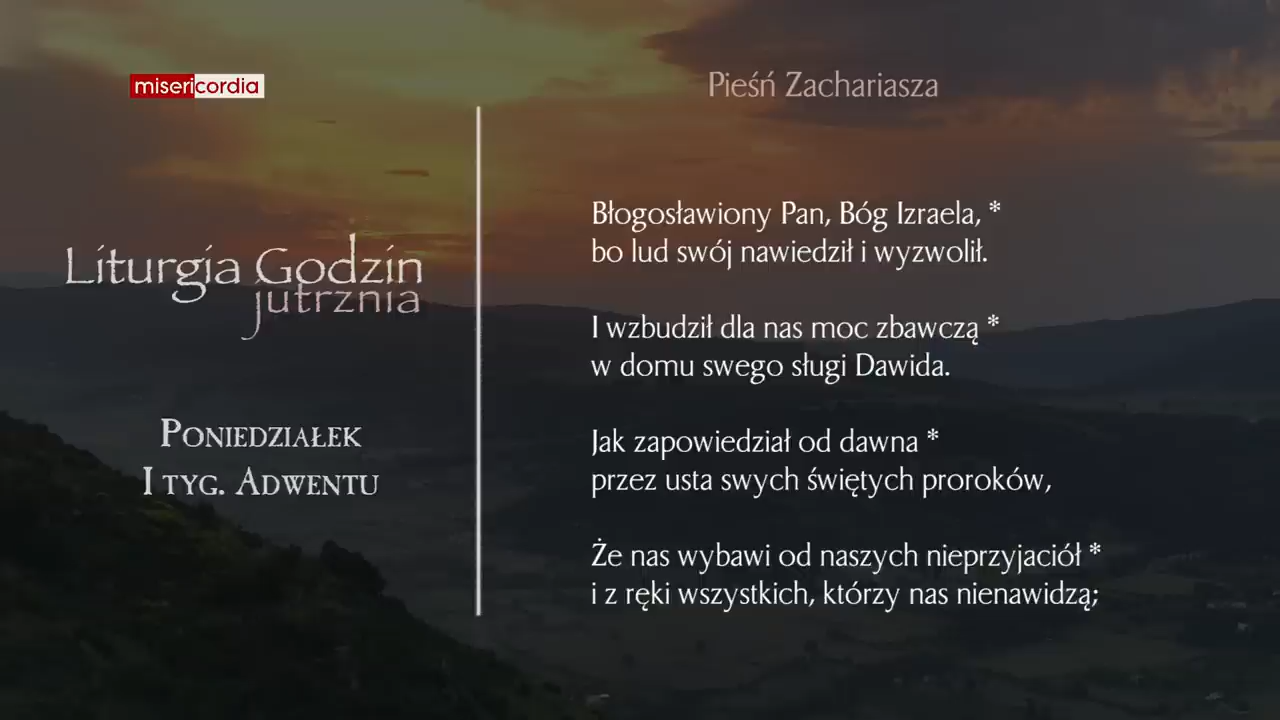 misericordia
Liturgia Godzin
jutrznia
Poniedziałek
I tyg. Adwentu
Pieśń Zachariasza
Błogosławiony Pan, Bóg Izraela, *
bo lud swój nawiedził i wyzwolił.
I wzbudził dla nas moc zbawczą *
w domu swego sługi Dawida.
Jak zapowiedział od dawna *
przez usta swych świętych proroków,
Że nas wybawi od naszych nieprzyjaciół *
i z ręki wszystkich, którzy nas nienawidzą;